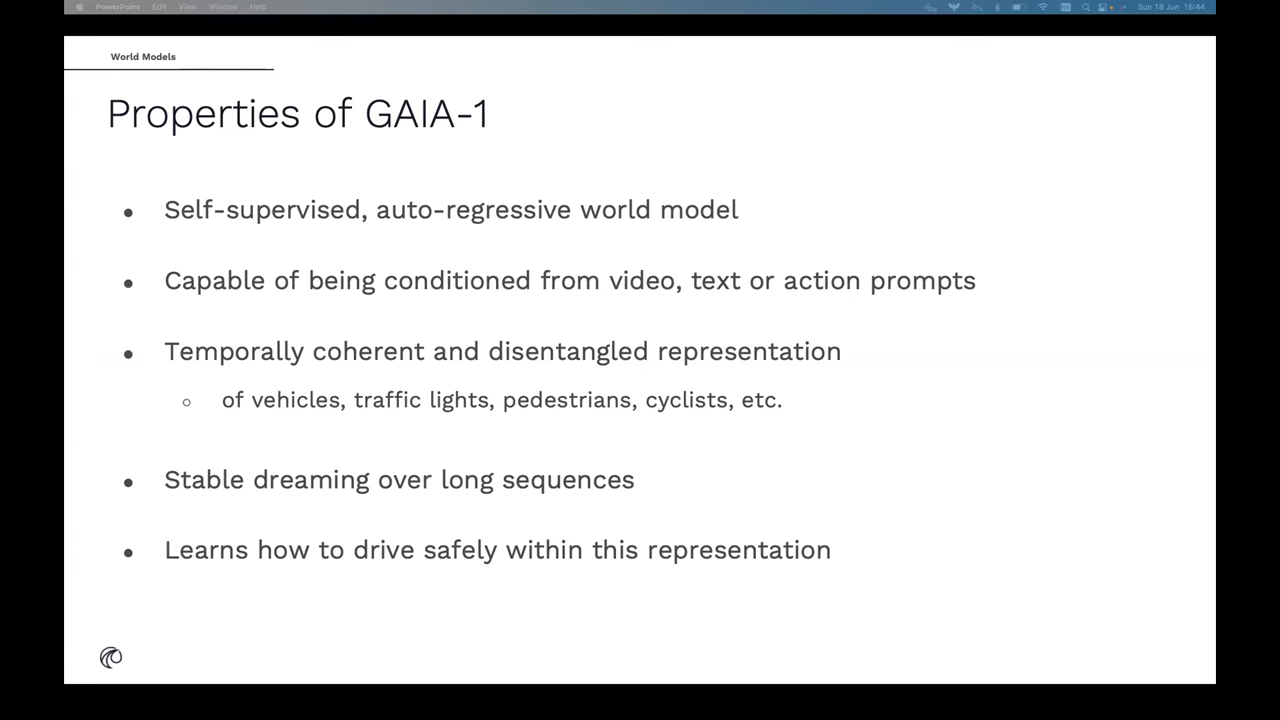 PowerPoint Edit View Window Help
Sun 18 Jun 15:44
World Models
Properties of GAIA-1
Self-supervised, auto-regressive world model
Capable of being conditioned from video, text or action prompts
Temporally coherent and disentangled representation
of vehicles, traffic lights, pedestrians, cyclists, etc.
Stable dreaming over long sequences
Learns how to drive safely within this representation